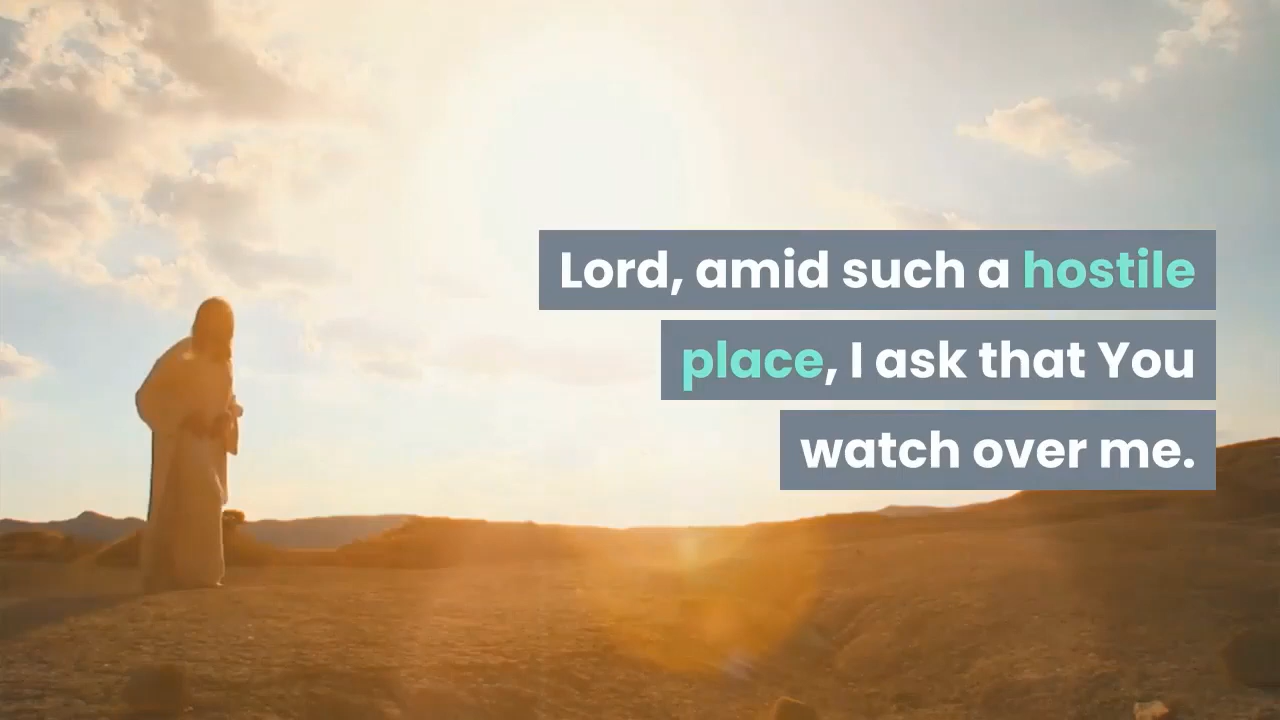 Lord, amid such a hostile
place, I ask that You
watch over me.